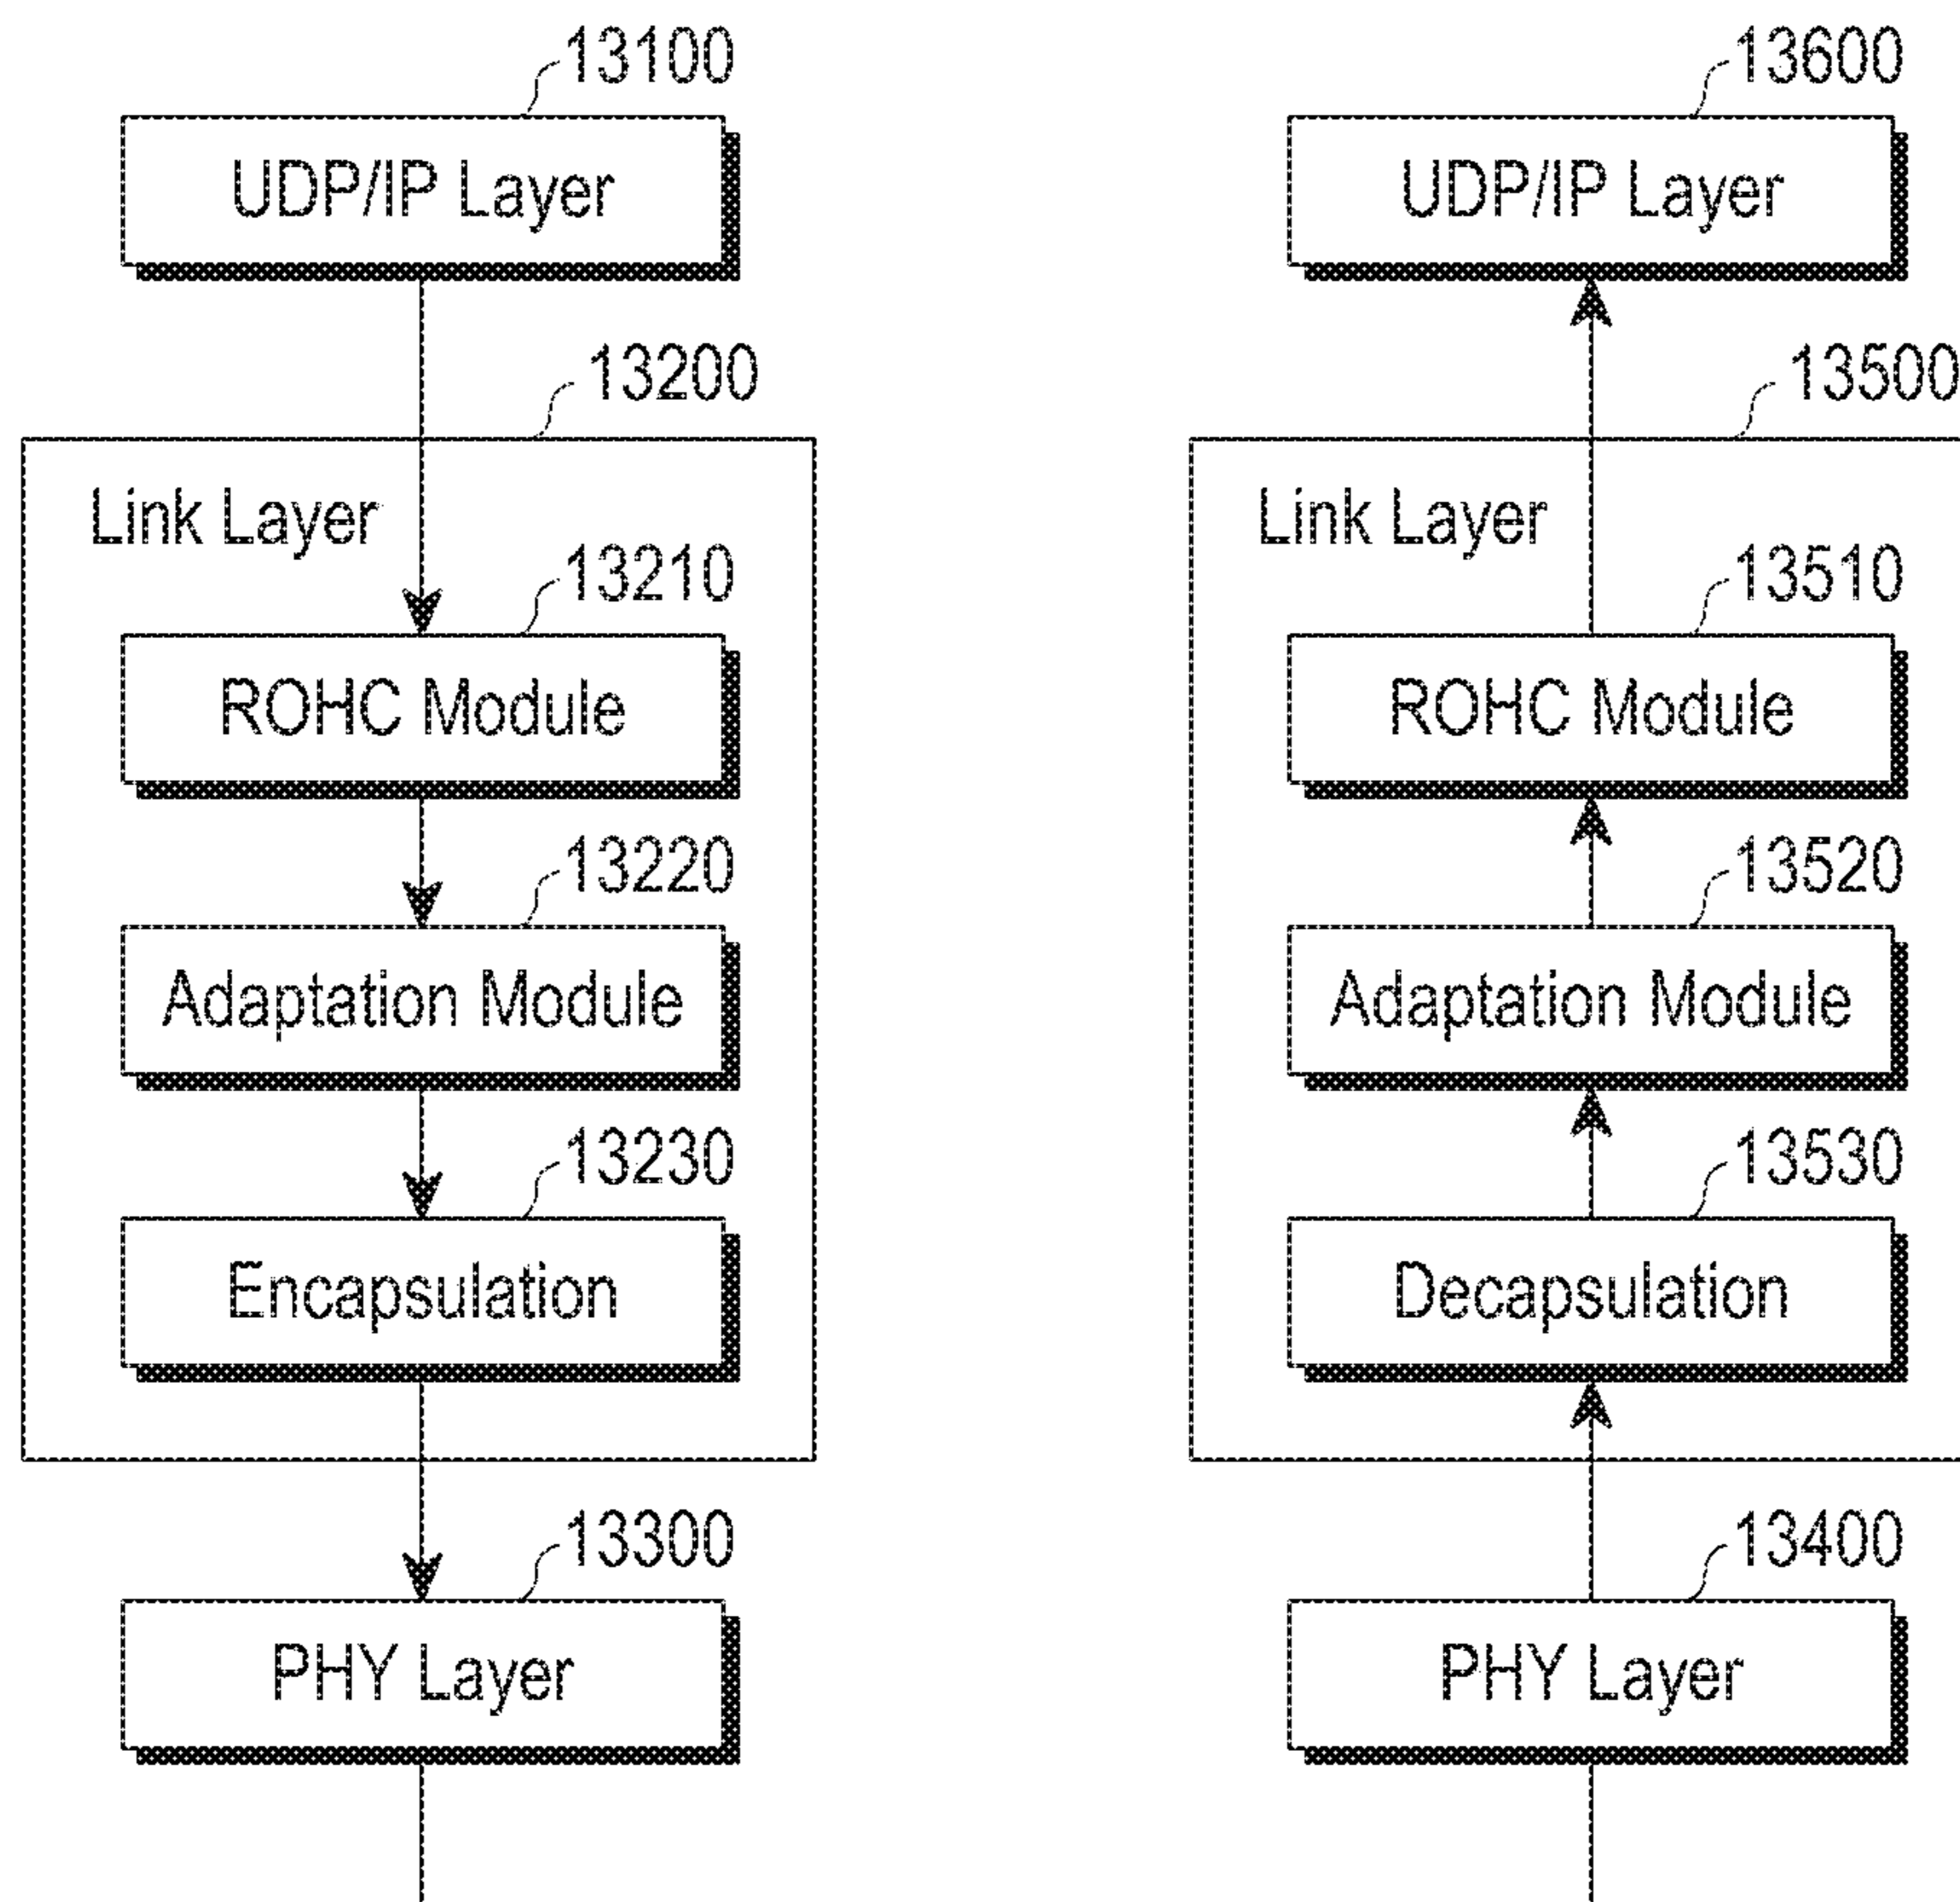 13100
UDP/IP Layer
13200
Link Layer
13210
ROHC Module
13220
Adaptation Module
13230
Encapsulation
13300
PHY Layer
13600
UDP/IP Layer
13500
Link Layer
13510
ROHC Module
13520
Adaptation Module
13530
Decapsulation
13400
PHY Layer